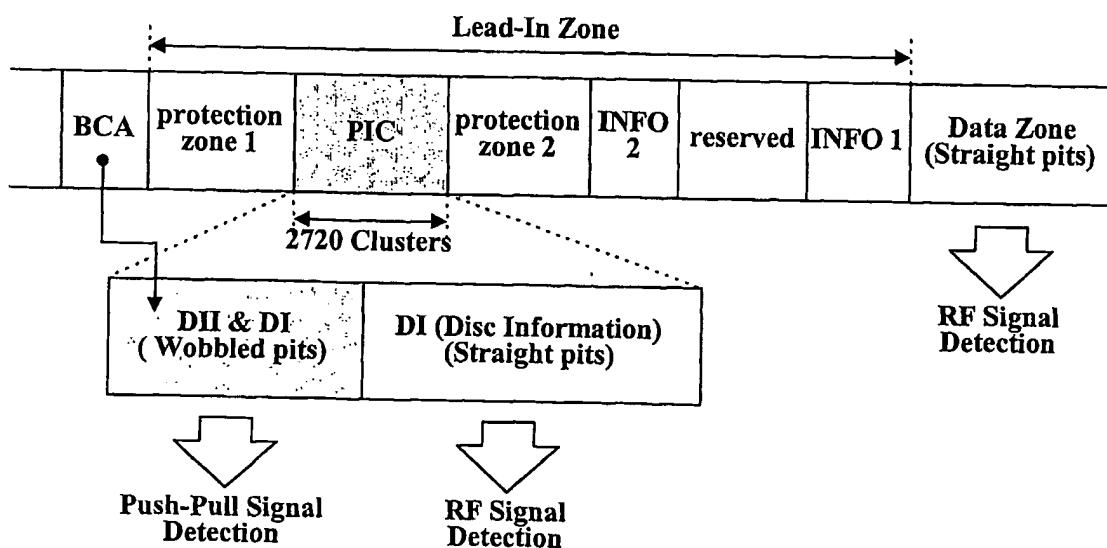 Lead-In Zone
BCA
protection
zone 1
PIC
protection
zone 2
INFO
2
reserved
INFO 1
Data Zone
(Straight pits)
2720 Clusters
DII & DI
( Wobbled pits)
DI (Disc Information)
(Straight pits)
RF Signal
Detection
Push-Pull Signal
Detection
RF Signal
Detection